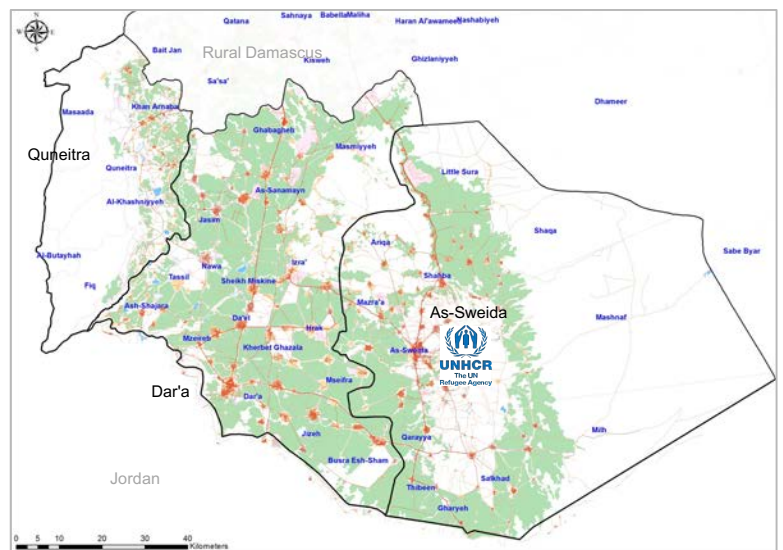 Qatana
Sahnaya
Babella
Maliha
Haran Al'awameed
Nashabiyeh
N
W
E
S
Bait Jan
Rural Damascus
Kisweh
Ghizlaniyyeh
Sa'sa'
Dhameer
Masaada
Khan Arnaba
Ghabagheb
Masmiyyeh
Quneitra
Quneitra
Little Sura
Al-Khashniyyeh
As-Sanamayn
Jasim
Shaqa
Ariqa
Al-Butayhah
Sabe Byar
Nawa
Izra'
Fiq
Tassil
Sheikh Miskine
Shahba
Ash-Shajara
Mazra'a
As-Sweida
Mashnaf
Da'el
Hrak
Mzeireb
Kherbet Ghazala
As-Sweida
UNHCR
The UN
Refugee Agency
Dar'a
Mseifra
Dar'a
Jizeh
Qarayya
Milh
Busra Esh-Sham
Jordan
Salkhad
Thibeen
Gharyeh
0 5 10 20 30 40
Kilometers